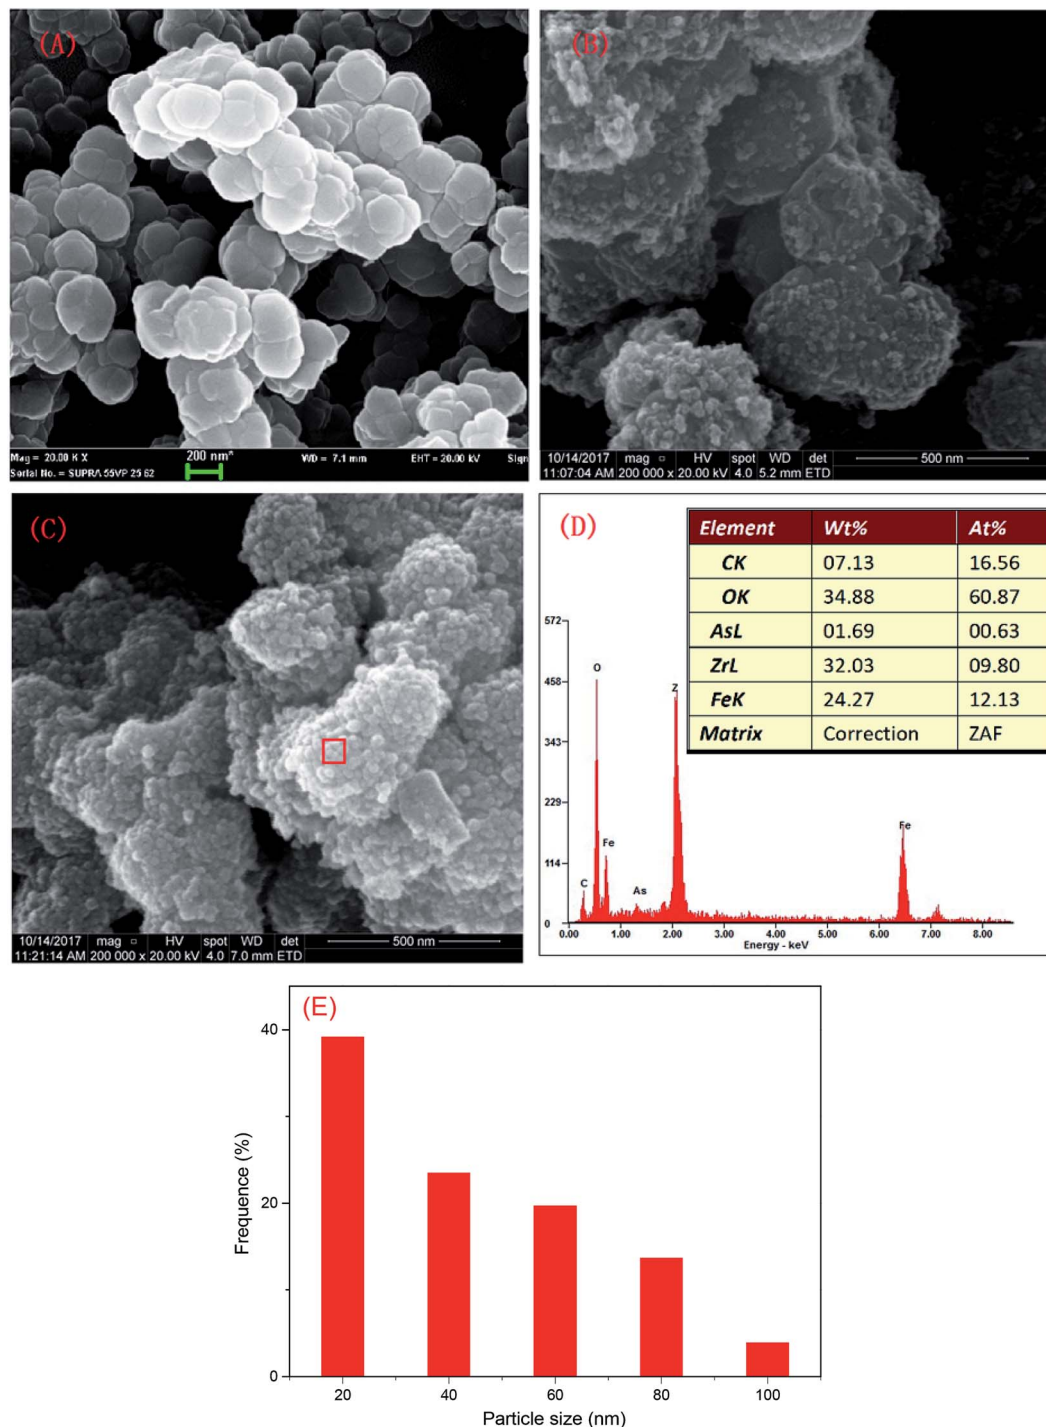 (A)
Mag = 20.00 K X
200 nm*
WD = 7.1 mm
EHT = 20.00 kV
Sign
Serial No. = SUPRA 55VP 25 62
(B)
10/14/2017 mag □ HV spot WD det
11:07:04 AM 200 000 x 20.00 kV 4.0 5.2 mm ETD
500 nm
(C)
10/14/2017 mag □ HV spot WD det
11:21:14 AM 200 000 x 20.00 kV 4.0 7.0 mm ETD
500 nm
(D)
Element Wt% At%
CK 07.13 16.56
OK 34.88 60.87
AsL 01.69 00.63
ZrL 32.03 09.80
FeK 24.27 12.13
Matrix Correction ZAF
572
458
343
229
114
0
O
Z
Fe
Fe
C
As
0.00 1.00 2.00 3.00 4.00 5.00 6.00 7.00 8.00
Energy - keV
(E)
Frequence (%)
40
20
0
20 40 60 80 100
Particle size (nm)